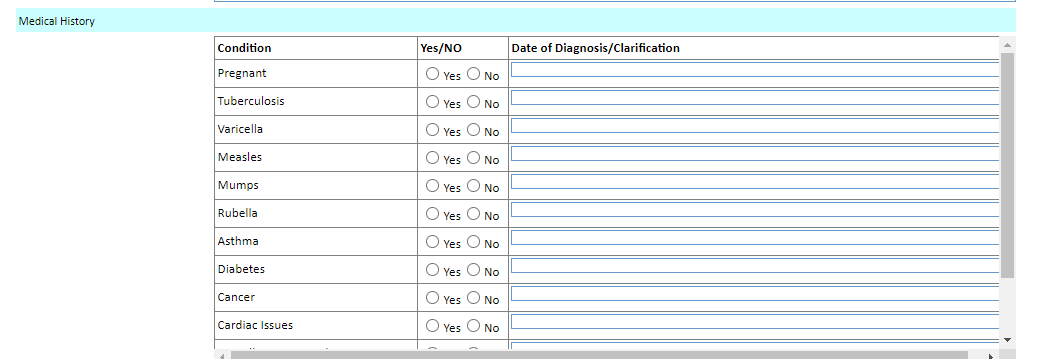 Medical History
Condition Yes/NO Date of Diagnosis/Clarification
Pregnant Yes No
Tuberculosis Yes No
Varicella Yes No
Measles Yes No
Mumps Yes No
Rubella Yes No
Asthma Yes No
Diabetes Yes No
Cancer Yes No
Cardiac Issues Yes No